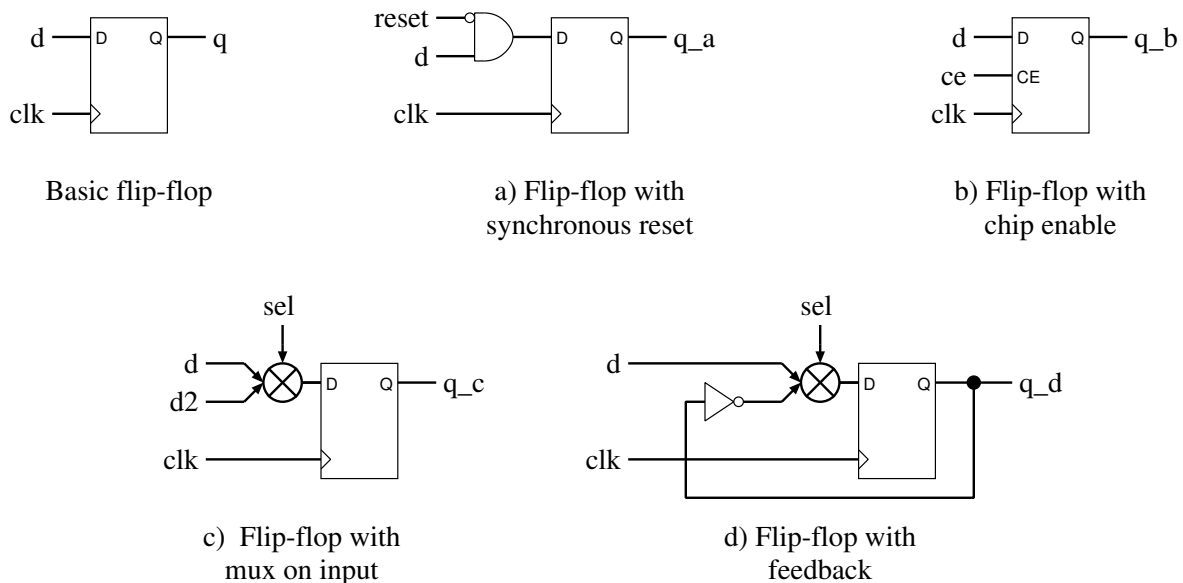 d D Q q
clk
Basic flip-flop
reset
d D Q q_a
clk
a) Flip-flop with
synchronous reset
d D Q q_b
ce CE
clk
b) Flip-flop with
chip enable
sel
d
d2 D Q q_c
clk
c) Flip-flop with
mux on input
sel
d
D Q q_d
clk
d) Flip-flop with
feedback